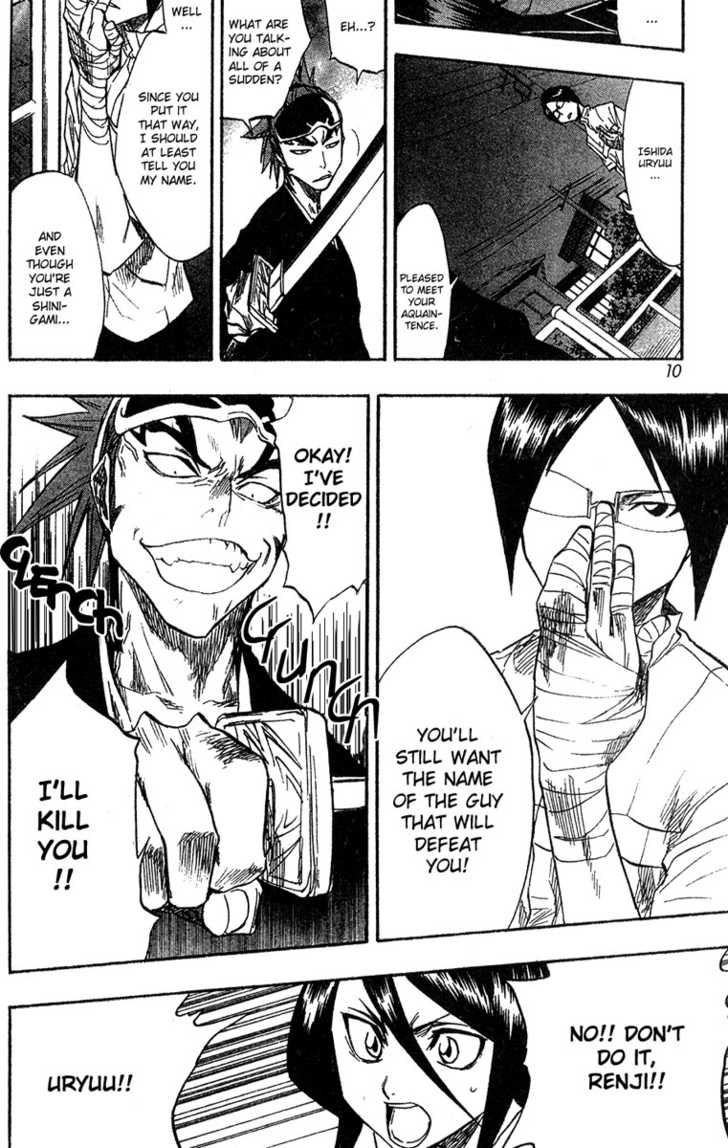 ...
ISHIDA
URYUU
...
PLEASED
TO MEET
YOUR
AQUAIN-
TENCE.
EH...?
WHAT ARE
YOU TALK-
ING ABOUT
ALL OF A
SUDDEN?
WELL
...
SINCE YOU
PUT IT
THAT WAY,
I SHOULD
AT LEAST
TELL YOU
MY NAME.
AND
EVEN
THOUGH
YOU'RE
JUST A
SHINI-
GAMI...
10
YOU'LL
STILL WANT
THE NAME
OF THE GUY
THAT WILL
DEFEAT
YOU!
OKAY!
I'VE
DECIDED
!!
CLENCH
CRUNCH
I'LL
KILL
YOU
!!
NO!! DON'T
DO IT,
RENJI!!
URYUU!!